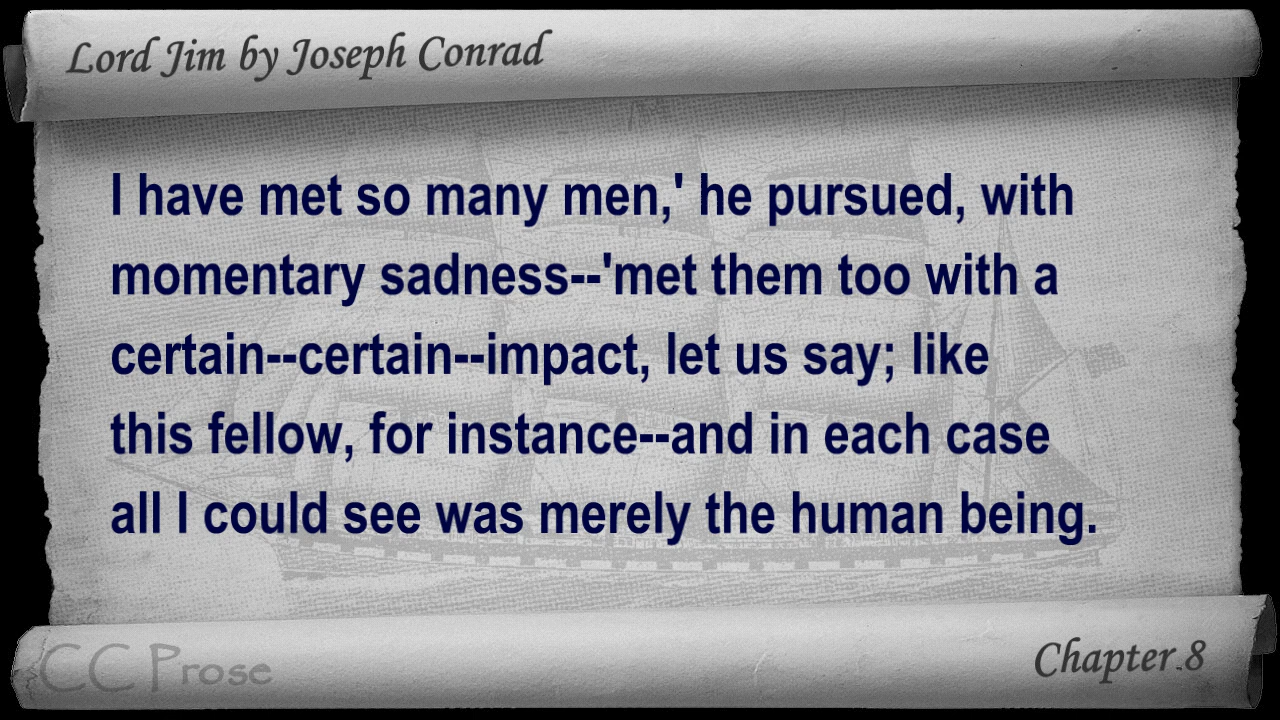 Lord Jim by Joseph Conrad
I have met so many men,' he pursued, with
momentary sadness--'met them too with a
certain--certain--impact, let us say; like
this fellow, for instance--and in each case
all I could see was merely the human being.
CC Prose
Chapter 8